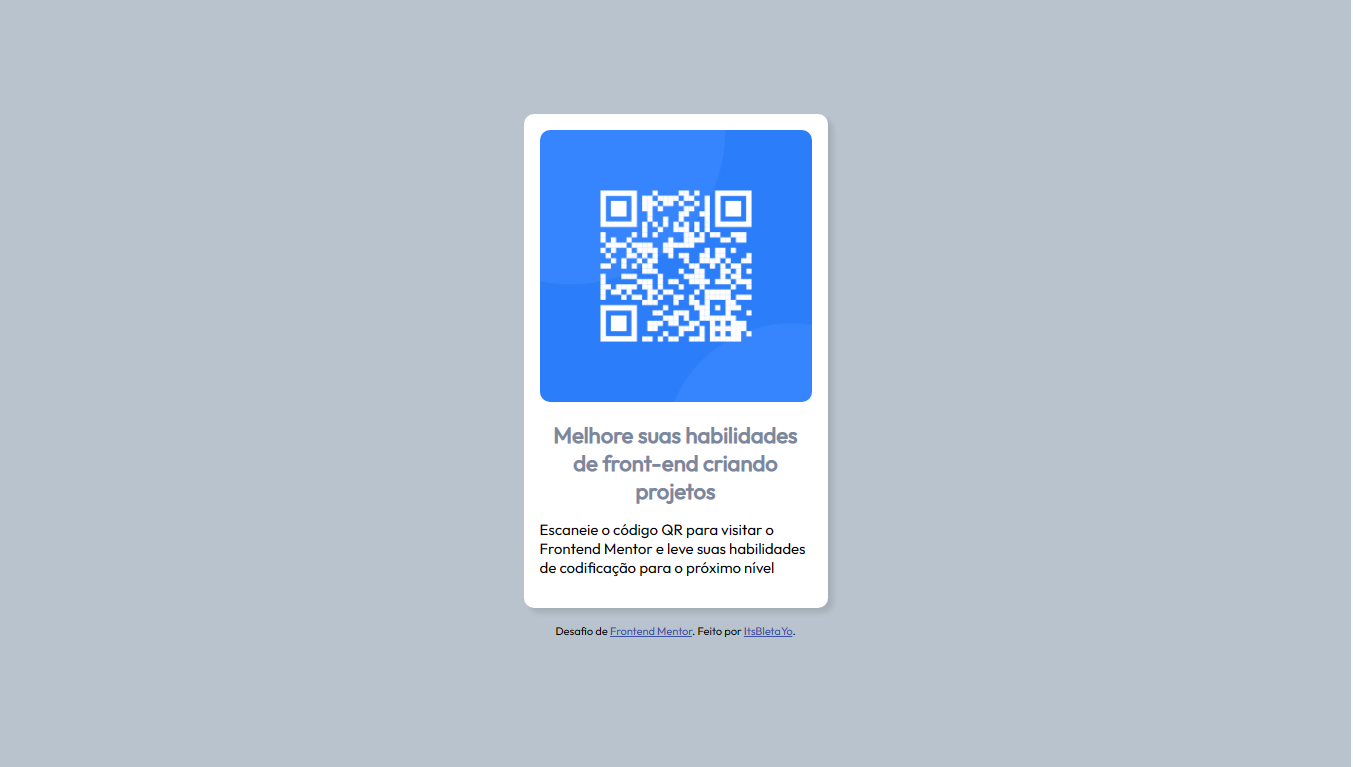 Melhore suas habilidades
de front-end criando
projetos
Escaneie o código QR para visitar o
Frontend Mentor e leve suas habilidades
de codificação para o próximo nível
Desafio de Frontend Mentor. Feito por ItsBletaYo.